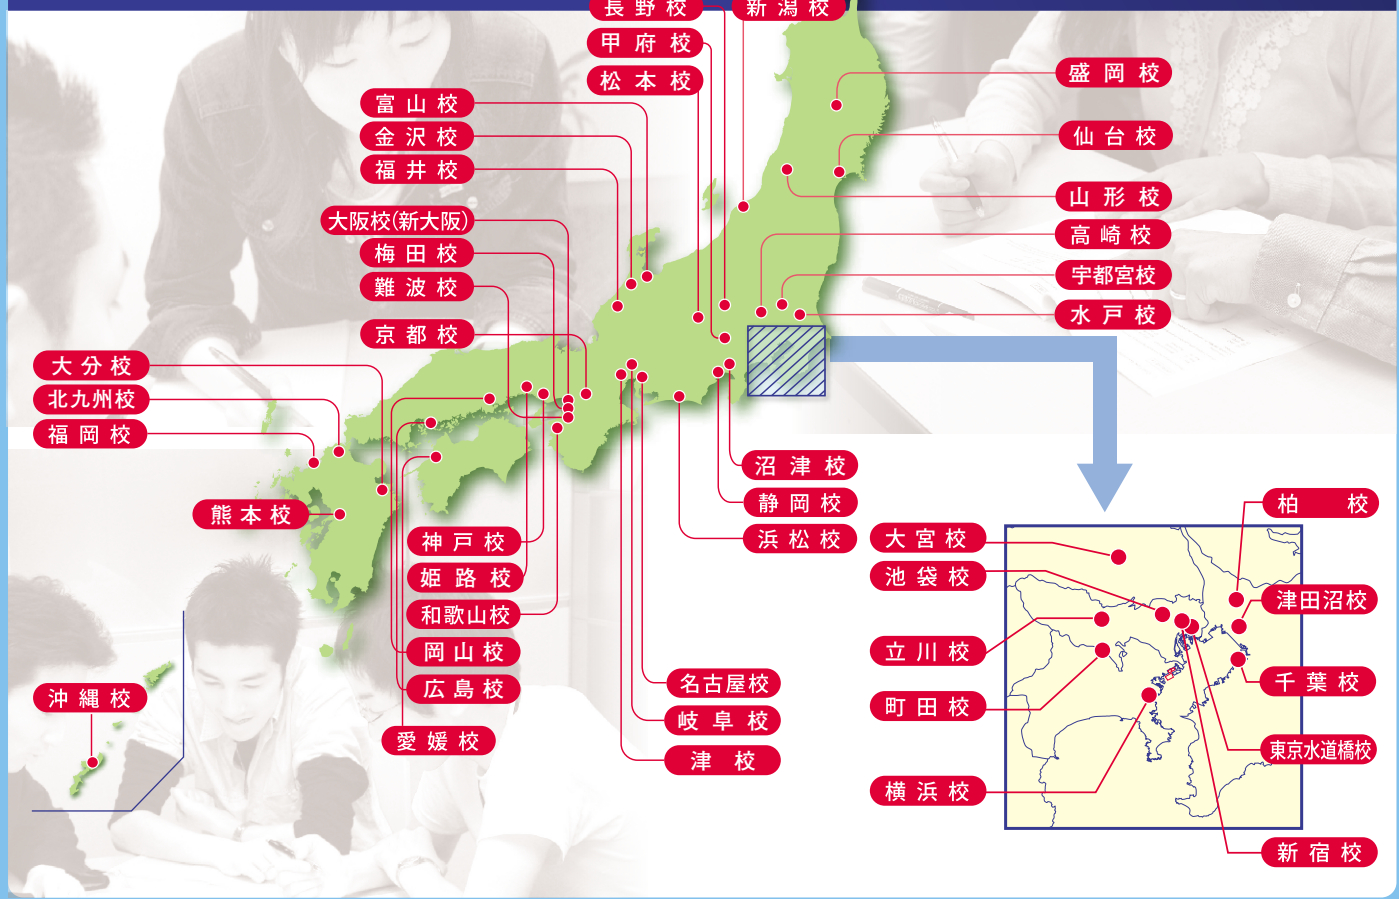 長野校
新潟校
甲府校
松本校
富山校
金沢校
福井校
大阪校(新大阪)
梅田校
難波校
京都校
大分校
北九州校
福岡校
熊本校
盛岡校
仙台校
山形校
高崎校
宇都宮校
水戸校
沼津校
静岡校
浜松校
神戸校
姫路校
和歌山校
岡山校
広島校
愛媛校
名古屋校
岐阜校
津校
沖縄校
大宮校
池袋校
立川校
町田校
横浜校
柏校
津田沼校
千葉校
東京水道橋校
新宿校